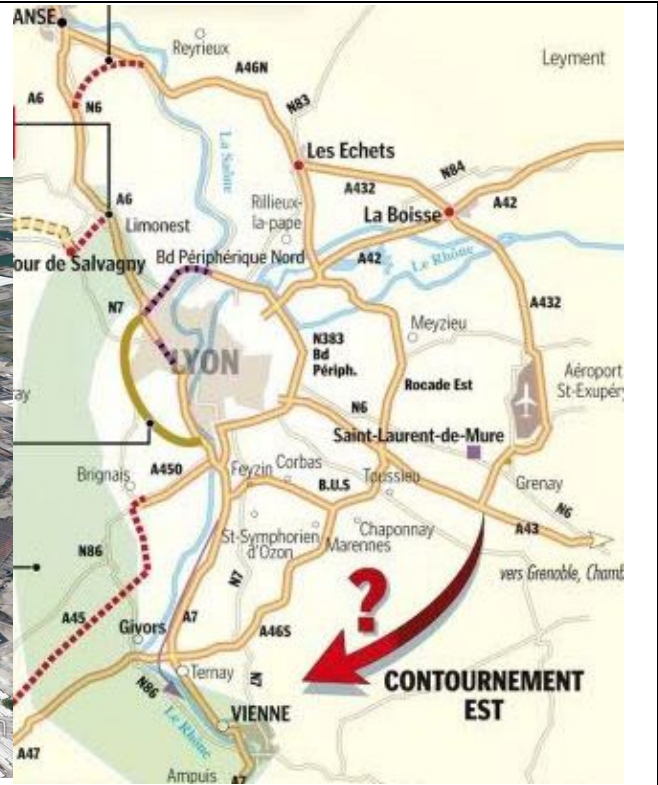 ANSE
Reyrieux
A46N
Leyment
A6
N6
N83
La Saône
Les Echets
N84
A432
A6
Rillieux-
la-pape
La Boisse
A42
Limonest
our de Salvagny
Bd Périphérique Nord
A42
Le Rhône
N7
A432
Meyzieu
N383
Bd
Périph.
LYON
Rocade Est
Aéroport
St-Exupéry
ay
N6
Saint-Laurent-de-Mure
Brignais
A450
Feyzin
Corbas
B.U.S
Toussieu
Grenay
N6
St-Symphorien
d'Ozon
Marennes
Chaponnay
A43
N86
N7
vers Grenoble, Chamb
?
A45
Givors
A7
A46S
CONTOURNEMENT
EST
Ternay
N86
N7
Le Rhône
VIENNE
A47
Ampuis
A7